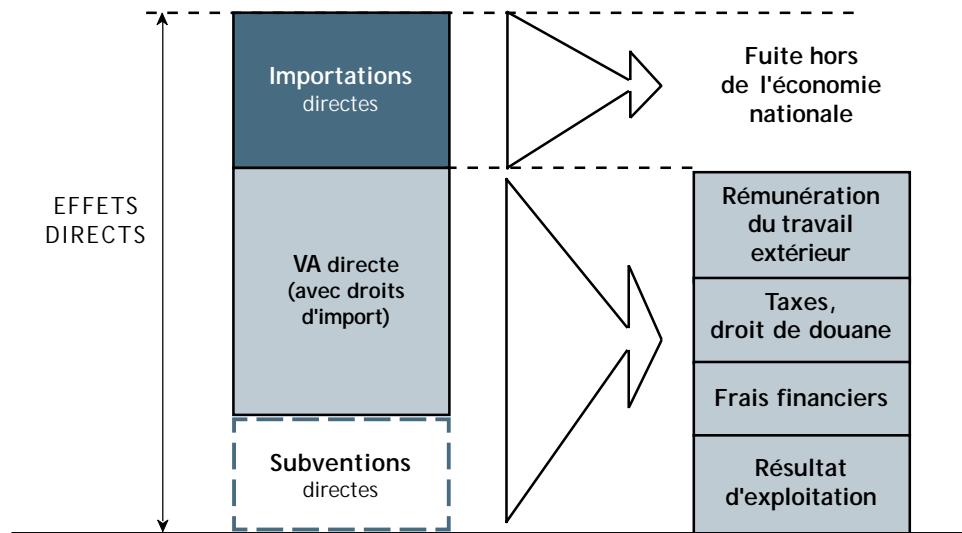 EFFETS
DIRECTS
Importations
directes
VA directe
(avec droits
d'import)
Subventions
directes
Fuite hors
de l'économie
nationale
Rémunération
du travail
extérieur
Taxes,
droit de douane
Frais financiers
Résultat
d'exploitation